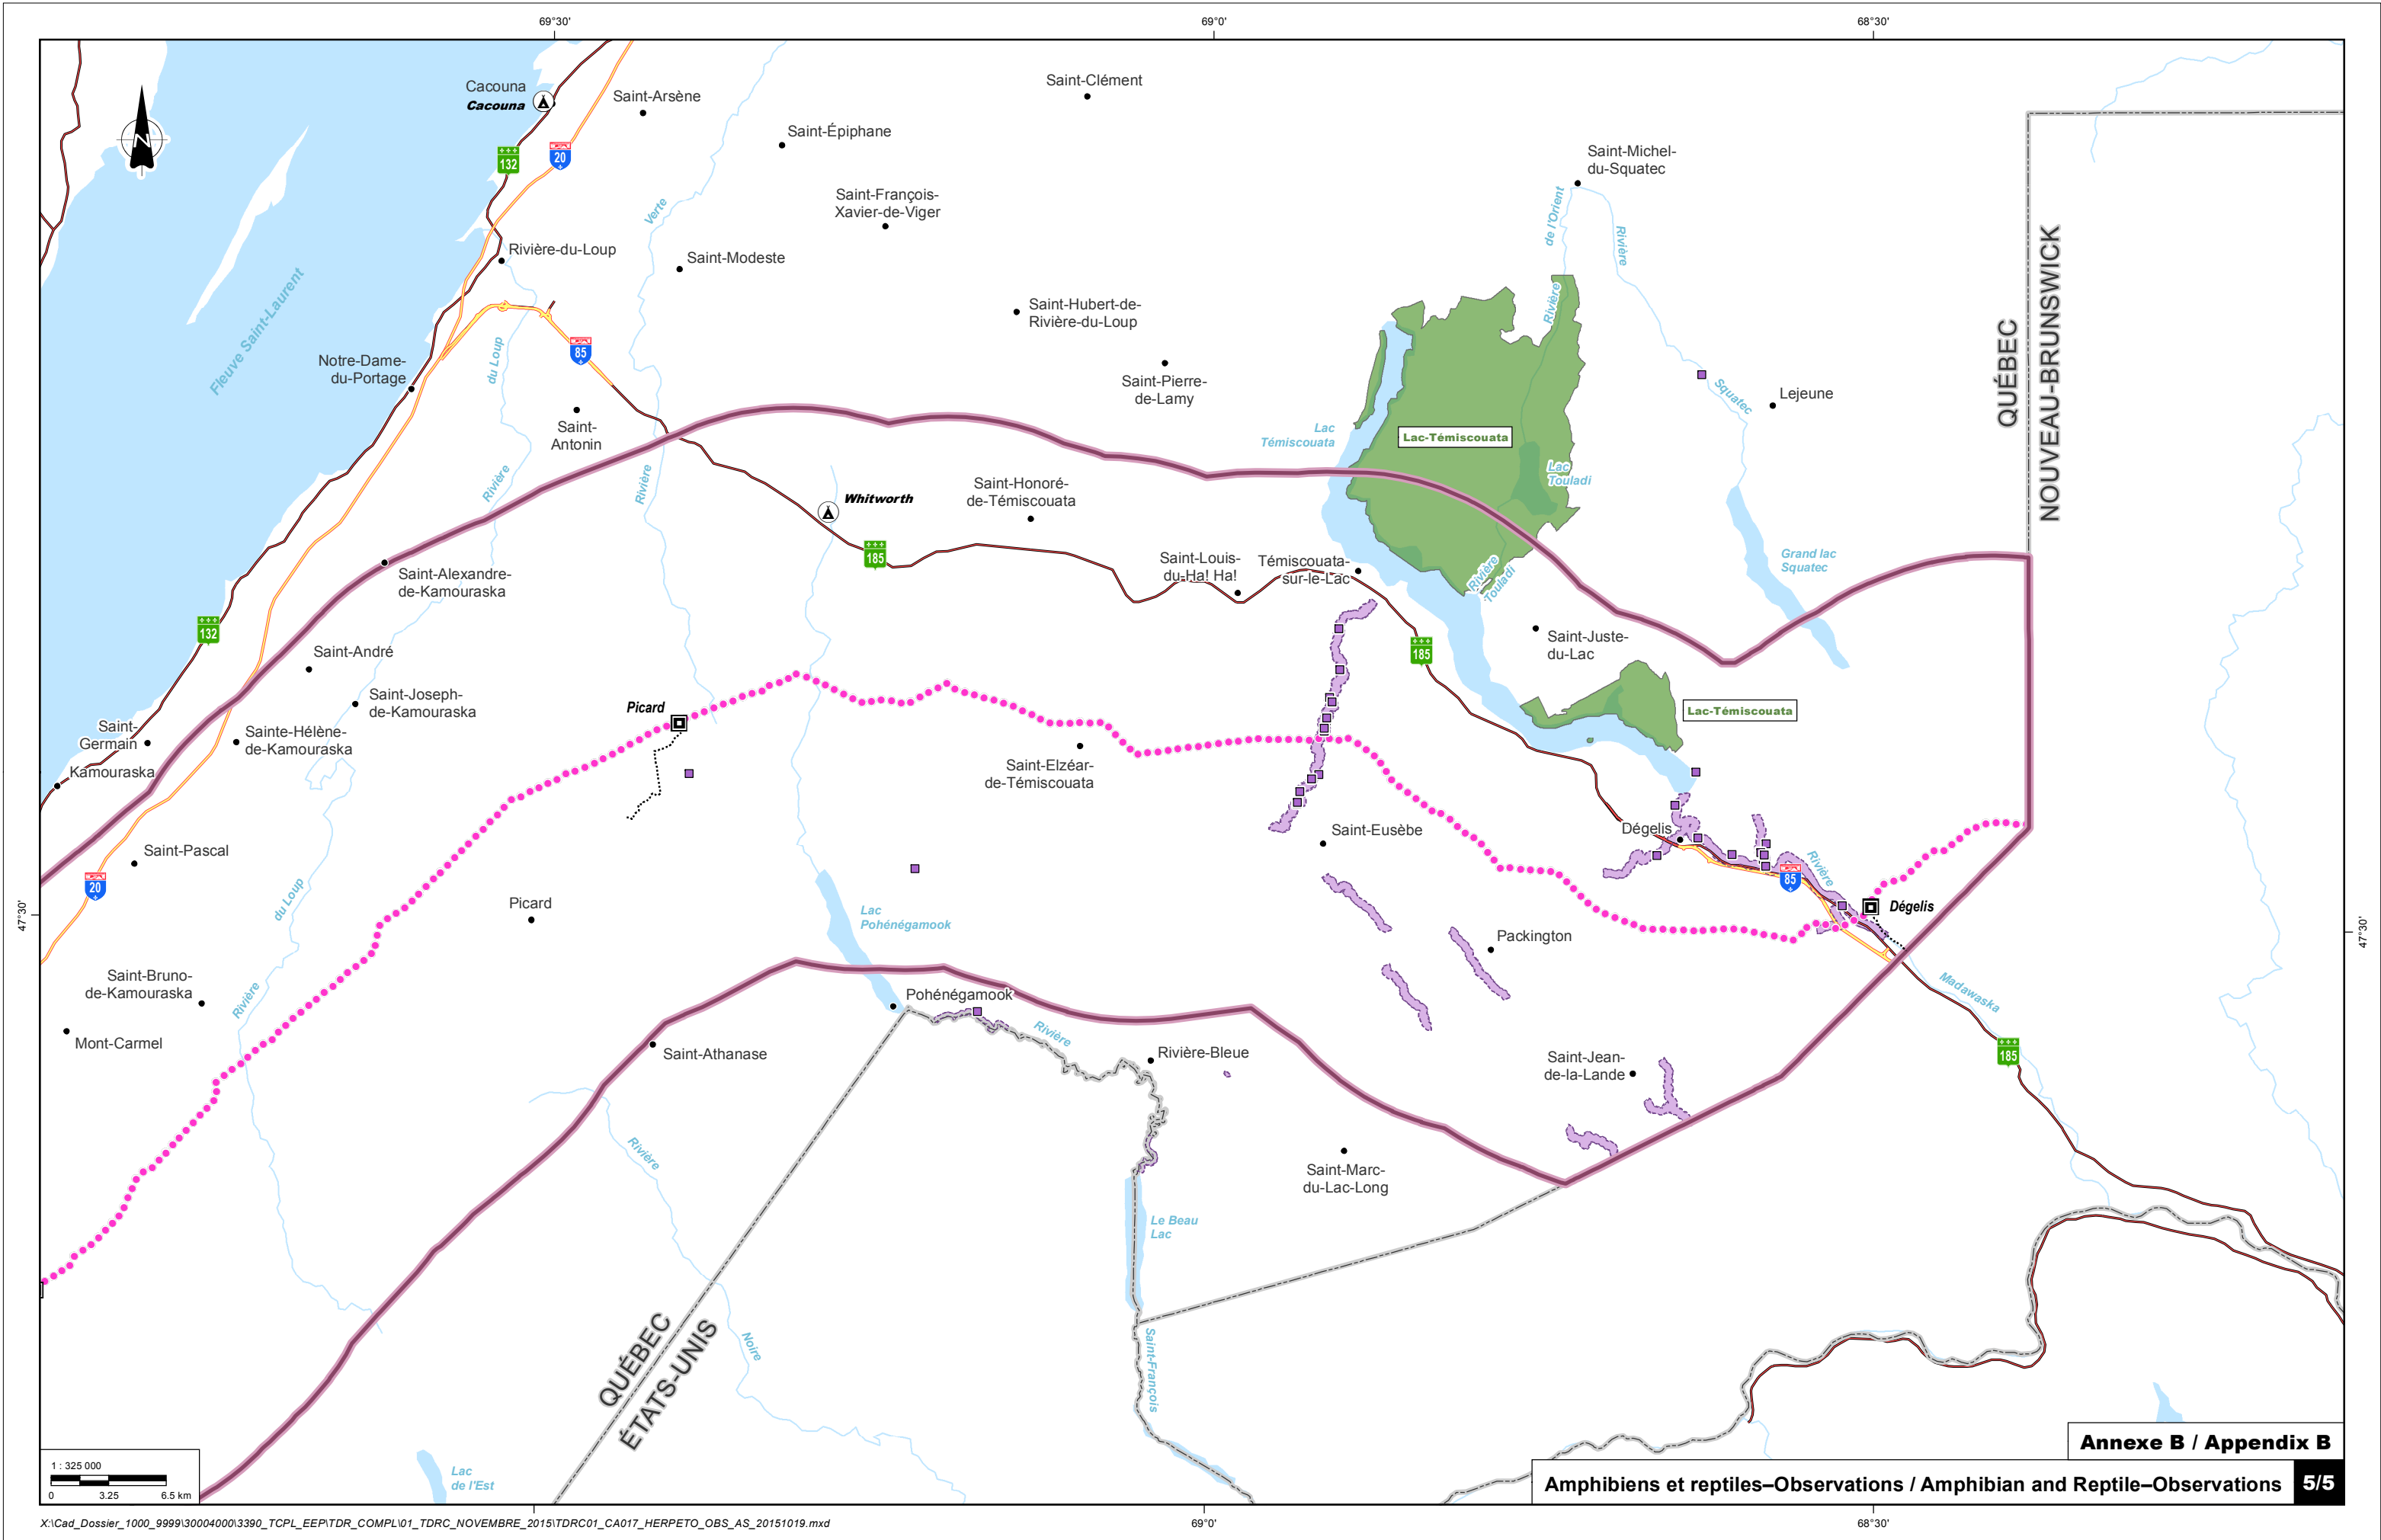 69°30'
69°0'
68°30'
N
Cacouna
Cacouna
Saint-Arsène
Saint-Clément
Saint-Épiphane
132
20
Saint-Michel-
du-Squatec
Saint-François-
Xavier-de-Viger
Verte
de l'Orient
Rivière
Rivière-du-Loup
Saint-Modeste
Fleuve Saint-Laurent
Saint-Hubert-de-
Rivière-du-Loup
Rivière
QUÉBEC
NOUVEAU-BRUNSWICK
85
du Loup
Notre-Dame-
du-Portage
Saint-Pierre-
de-Lamy
Squatec
Lejeune
Saint-
Antonin
Lac
Témiscouata
Lac-Témiscouata
Lac
Touladi
Rivière
Rivière
Whitworth
Saint-Honoré-
de-Témiscouata
185
Saint-Louis-
du-Ha! Ha!
Témiscouata-
sur-le-Lac
Rivière
Touladi
Grand lac
Squatec
Saint-Alexandre-
de-Kamouraska
132
Saint-André
185
Saint-Juste-
du-Lac
Saint-Joseph-
de-Kamouraska
Picard
Lac-Témiscouata
Saint-
Germain
Sainte-Hélène-
de-Kamouraska
Kamouraska
Saint-Elzéar-
de-Témiscouata
Saint-Eusèbe
Dégelis
Saint-Pascal
20
Rivière
85
du Loup
Picard
Dégelis
47°30'
47°30'
Lac
Pohénégamook
Packington
Saint-Bruno-
de-Kamouraska
Rivière
Pohénégamook
Madawaska
Mont-Carmel
Rivière
Saint-Athanase
Rivière-Bleue
Saint-Jean-
de-la-Lande
185
Rivière
Saint-Marc-
du-Lac-Long
Le Beau
Lac
QUÉBEC
ÉTATS-UNIS
Noire
Saint-François
Annexe B / Appendix B
Lac
de l'Est
1 : 325 000
0 3.25 6.5 km
Amphibiens et reptiles–Observations / Amphibian and Reptile–Observations 5/5
X:\Cad_Dossier_1000_9999\30004000\3390_TCPL_EEP\TDR_COMPL\01_TDRC_NOVEMBRE_2015\TDRC01_CA017_HERPETO_OBS_AS_20151019.mxd
69°0'
68°30'